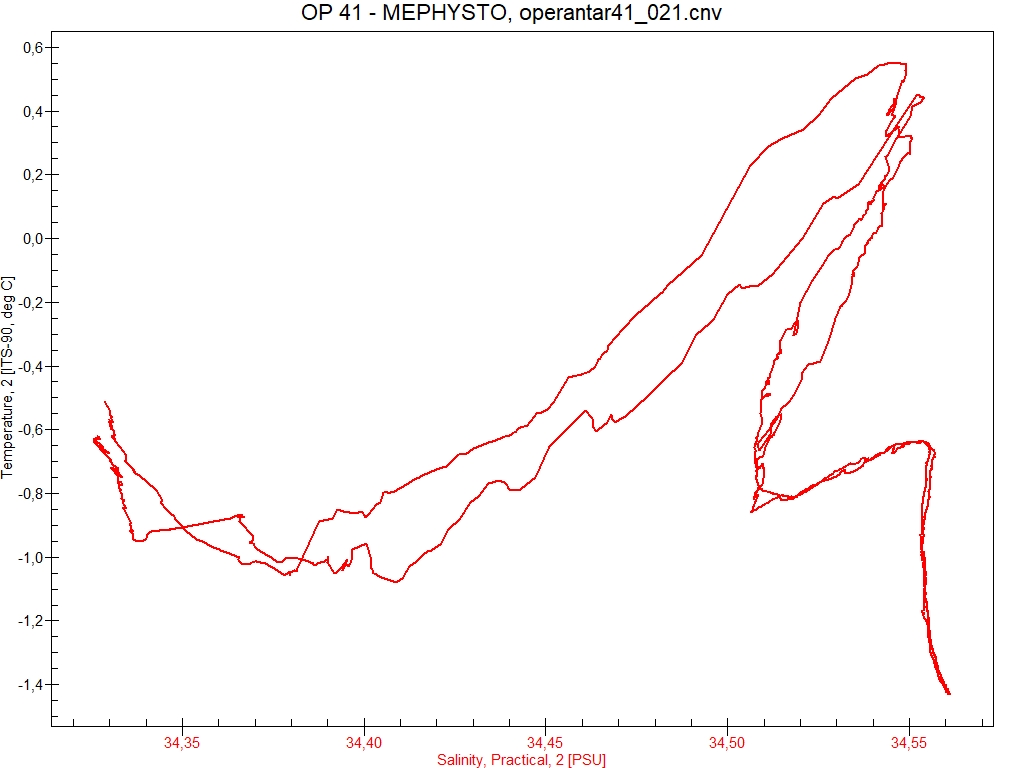 OP 41 - MEPHYSTO, operantar41_021.cnv
Temperature, 2 [ITS-90, deg C]
0,6
0,4
0,2
0,0
-0,2
-0,4
-0,6
-0,8
-1,0
-1,2
-1,4
34,35 34,40 34,45 34,50 34,55
Salinity, Practical, 2 [PSU]